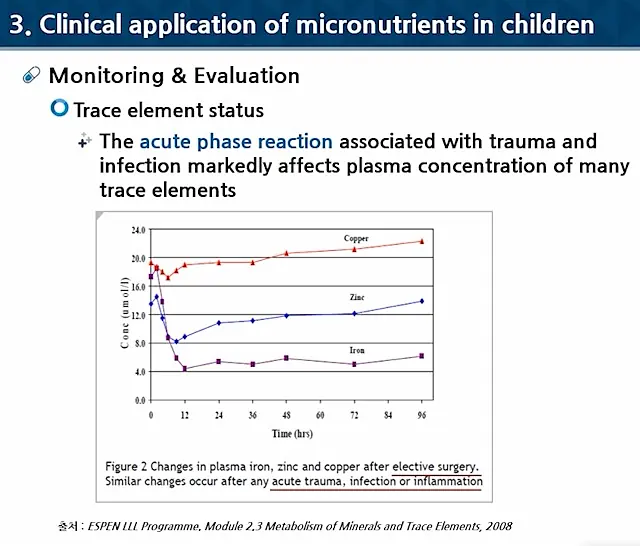 3. Clinical application of micronutrients in children
Monitoring & Evaluation
Trace element status
The acute phase reaction associated with trauma and
infection markedly affects plasma concentration of many
trace elements
24.0
20.0
16.0
12.0
8.0
4.0
0.0
Conc (umol/l)
Copper
Zinc
Iron
0 12 24 36 48 60 72 84 96
Time (hrs)
Figure 2 Changes in plasma iron, zinc and copper after elective surgery.
Similar changes occur after any acute trauma, infection or inflammation
출처 : ESPEN LLL Programme, Module 2.3 Metabolism of Minerals and Trace Elements, 2008